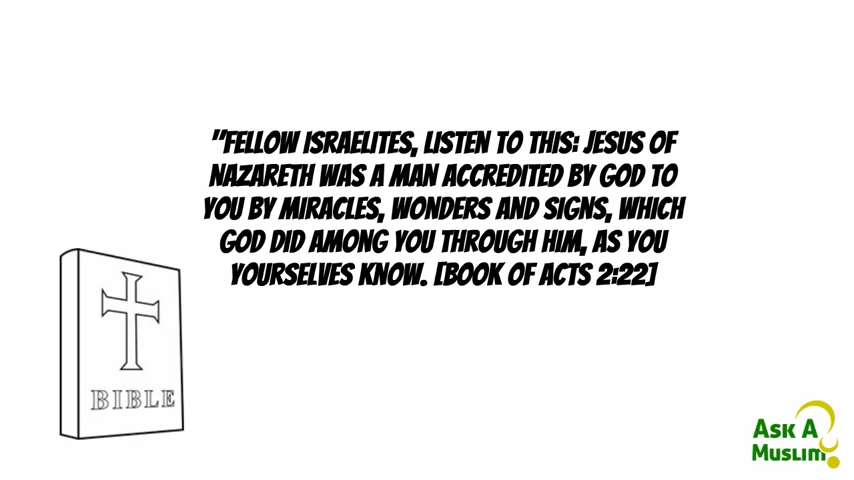 "FELLOW ISRAELITES, LISTEN TO THIS: JESUS OF
NAZARETH WAS A MAN ACCREDITED BY GOD TO
YOU BY MIRACLES, WONDERS AND SIGNS, WHICH
GOD DID AMONG YOU THROUGH HIM, AS YOU
YOURSELVES KNOW. [BOOK OF ACTS 2:22]
BIBLE
ASK A
MUSLIM?